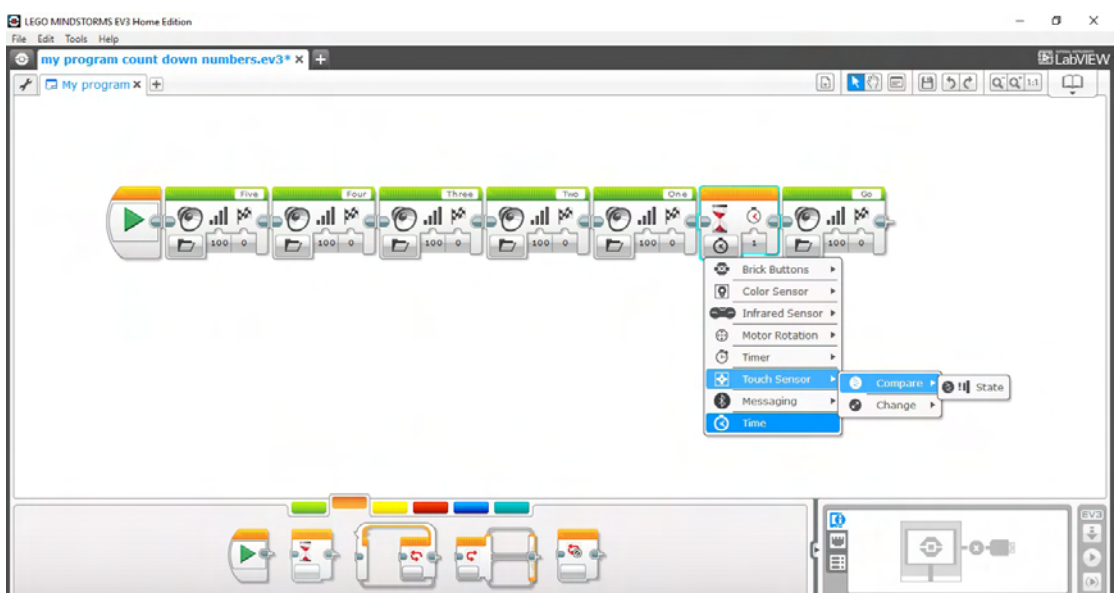 LEGO MINDSTORMS EV3 Home Edition
File Edit Tools Help
my program count down numbers.ev3* × +
LabVIEW
My program × +
1:1
Five Four Three Two One Go
100 0 100 0 100 0 100 0 100 0 1 100 0
Brick Buttons
Color Sensor
Infrared Sensor
Motor Rotation
Timer
Touch Sensor Compare State
Messaging Change
Time
EV3